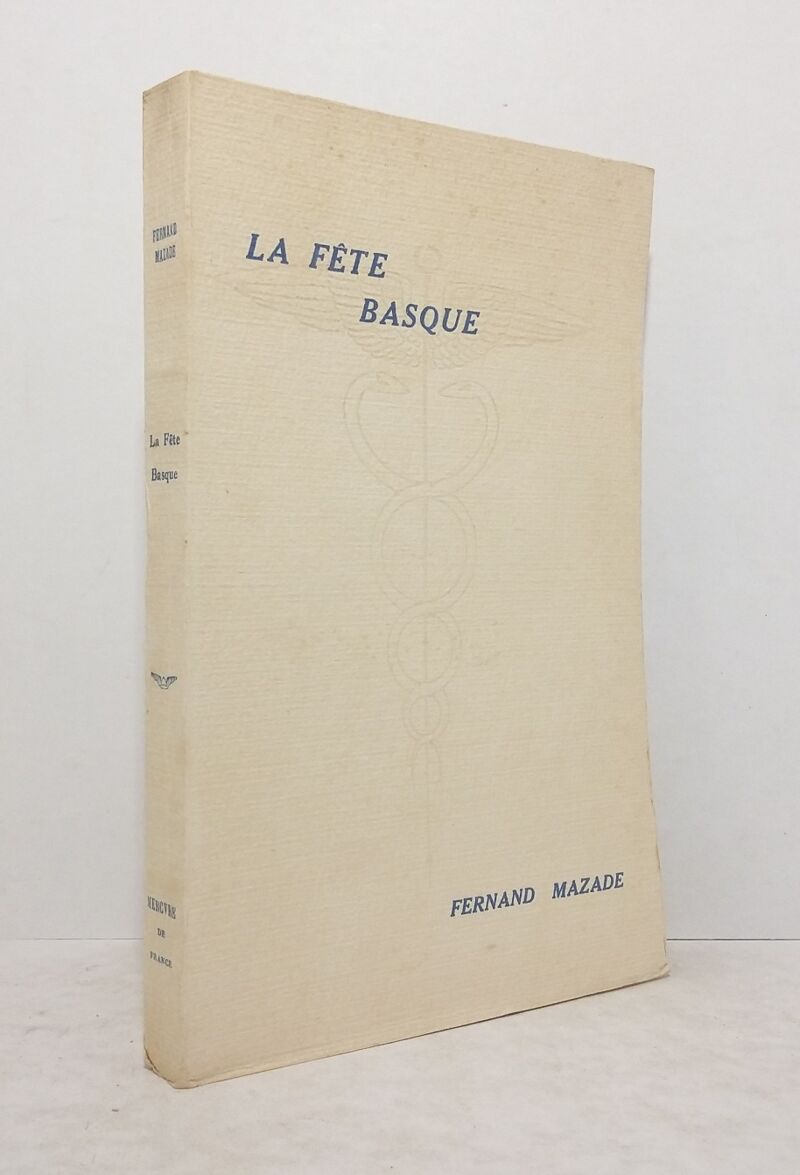 FERNAND
MAZADE
La Fête
Basque
MERCVRE
DE
FRANCE
LA FÊTE
BASQUE
FERNAND MAZADE